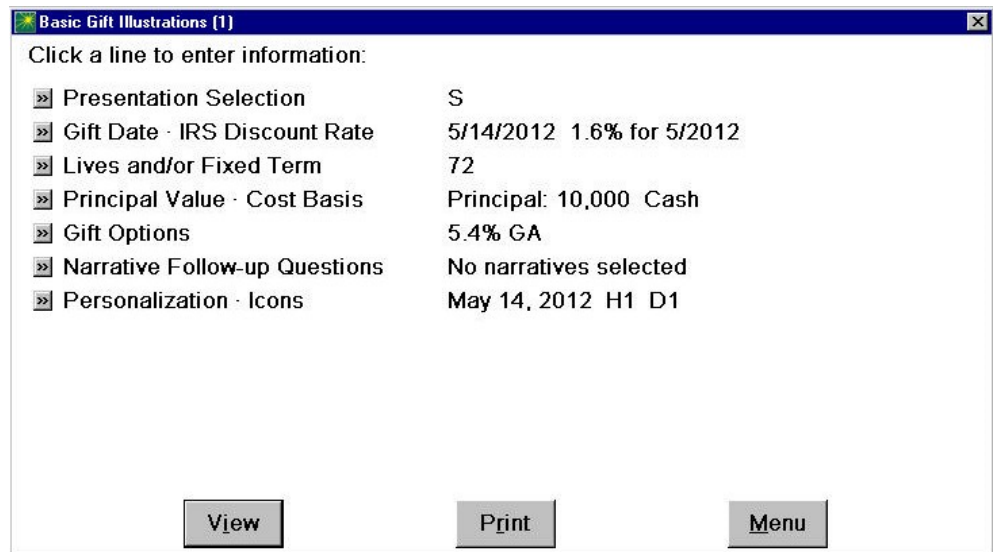 Basic Gift Illustrations (1)
Click a line to enter information:
Presentation Selection S
Gift Date · IRS Discount Rate 5/14/2012 1.6% for 5/2012
Lives and/or Fixed Term 72
Principal Value · Cost Basis Principal: 10,000 Cash
Gift Options 5.4% GA
Narrative Follow-up Questions No narratives selected
Personalization · Icons May 14, 2012 H1 D1
View Print Menu